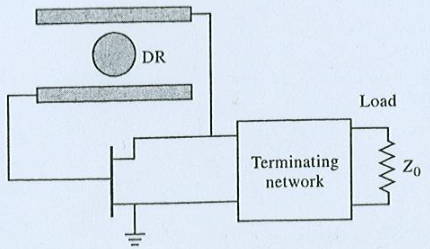 DR
Load
Terminating
network
Z₀